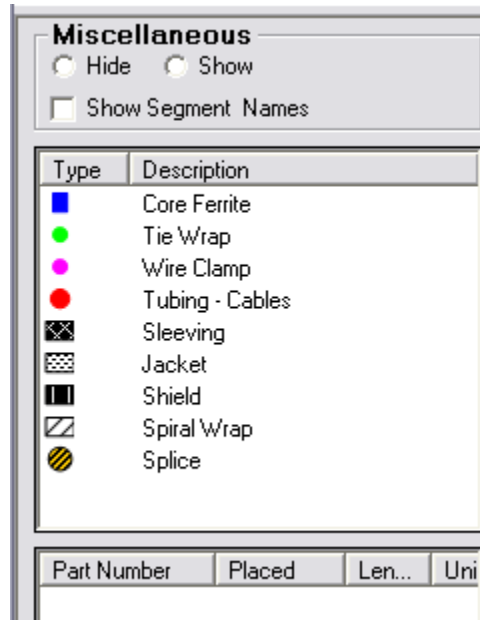 Miscellaneous
Hide Show
Show Segment Names
Type Description
Core Ferrite
Tie Wrap
Wire Clamp
Tubing - Cables
Sleeving
Jacket
Shield
Spiral Wrap
Splice
Part Number Placed Len... Uni